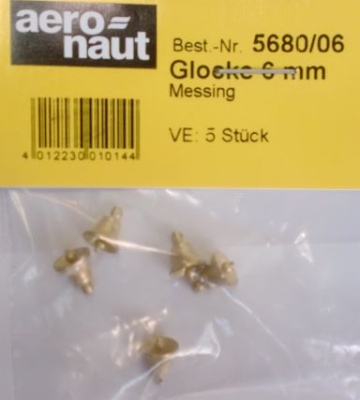 aero=
naut
Best.-Nr. 5680/06
Glocke 6 mm
Messing
4 012230 010144
VE: 5 Stück